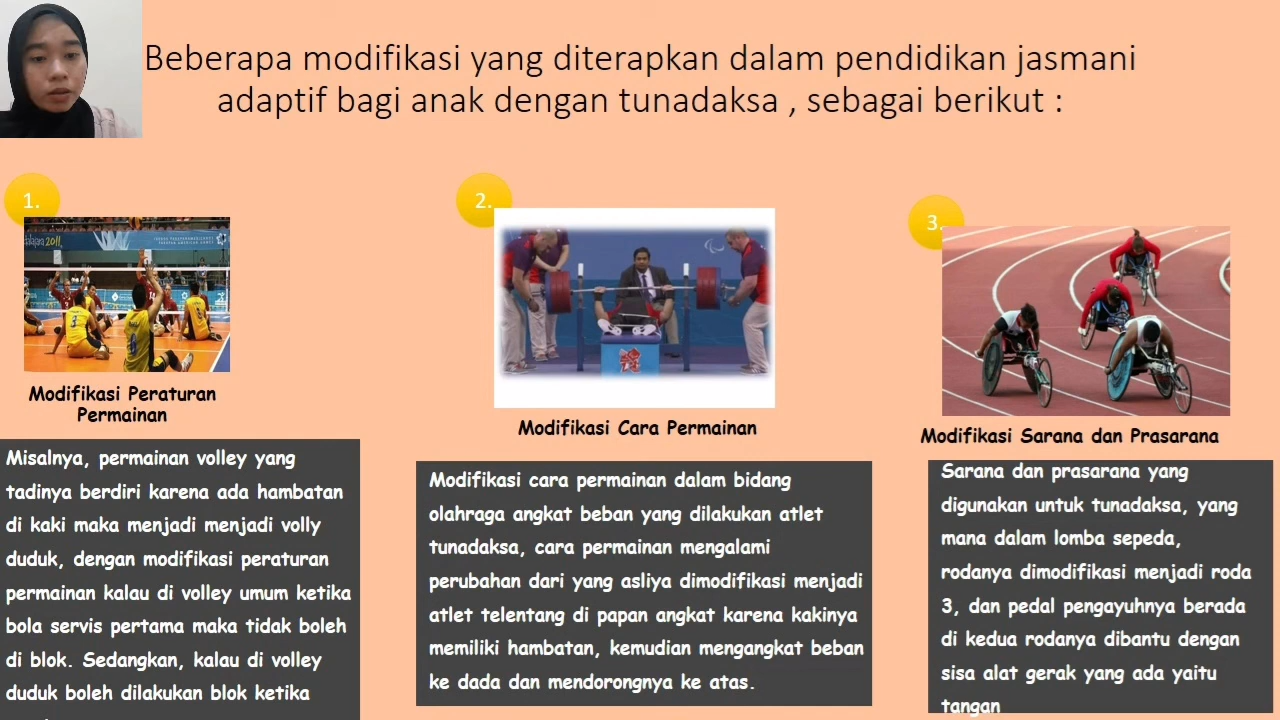 Beberapa modifikasi yang diterapkan dalam pendidikan jasmani
adaptif bagi anak dengan tunadaksa , sebagai berikut :
1.
Modifikasi Peraturan
Permainan
Misalnya, permainan volley yang
tadinya berdiri karena ada hambatan
di kaki maka menjadi menjadi volly
duduk, dengan modifikasi peraturan
permainan kalau di volley umum ketika
bola servis pertama maka tidak boleh
di blok. Sedangkan, kalau di volley
duduk boleh dilakukan blok ketika
2.
Modifikasi Cara Permainan
Modifikasi cara permainan dalam bidang
olahraga angkat beban yang dilakukan atlet
tunadaksa, cara permainan mengalami
perubahan dari yang asliya dimodifikasi menjadi
atlet telentang di papan angkat karena kakinya
memiliki hambatan, kemudian mengangkat beban
ke dada dan mendorongnya ke atas.
3.
Modifikasi Sarana dan Prasarana
Sarana dan prasarana yang
digunakan untuk tunadaksa, yang
mana dalam lomba sepeda,
rodanya dimodifikasi menjadi roda
3, dan pedal pengayuhnya berada
di kedua rodanya dibantu dengan
sisa alat gerak yang ada yaitu
tangan